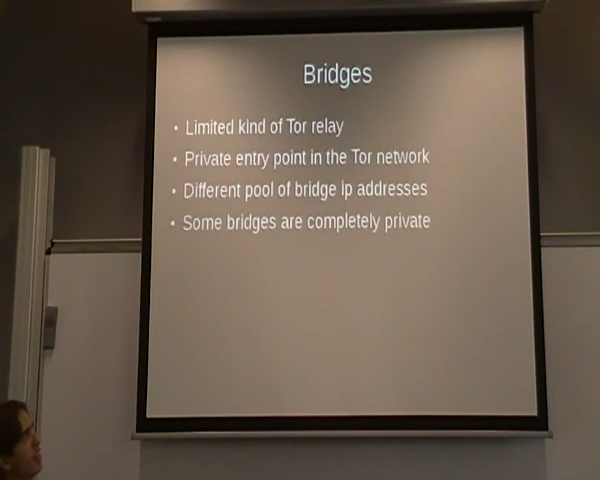 Bridges
• Limited kind of Tor relay
• Private entry point in the Tor network
• Different pool of bridge ip addresses
• Some bridges are completely private